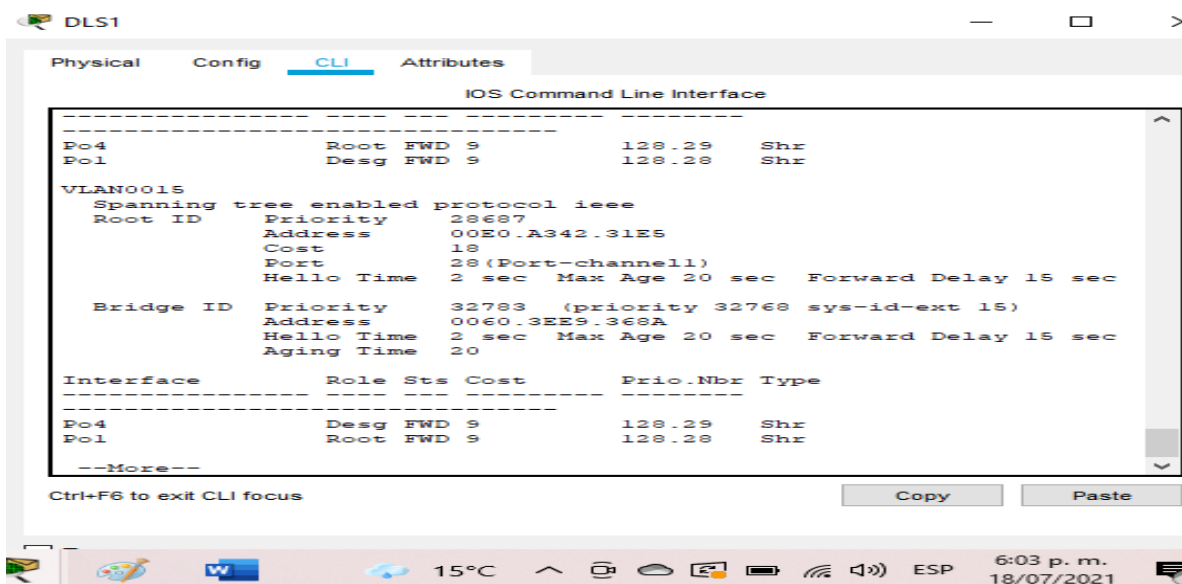 DLS1
Physical Config CLI Attributes
IOS Command Line Interface
---------------- ---- --- --------- --------
--------------------------------
Po4 Root FWD 9 128.29 Shr
Po1 Desg FWD 9 128.28 Shr
VLAN0015
Spanning tree enabled protocol ieee
Root ID Priority 28687
Address 00E0.A342.31E5
Cost 18
Port 28(Port-channel1)
Hello Time 2 sec Max Age 20 sec Forward Delay 15 sec
Bridge ID Priority 32783 (priority 32768 sys-id-ext 15)
Address 0060.3EE9.368A
Hello Time 2 sec Max Age 20 sec Forward Delay 15 sec
Aging Time 20
Interface Role Sts Cost Prio.Nbr Type
---------------- ---- --- --------- --------
--------------------------------
Po4 Desg FWD 9 128.29 Shr
Po1 Root FWD 9 128.28 Shr
--More--
Ctrl+F6 to exit CLI focus Copy Paste
W 15°C ESP 6:03 p. m.
18/07/2021